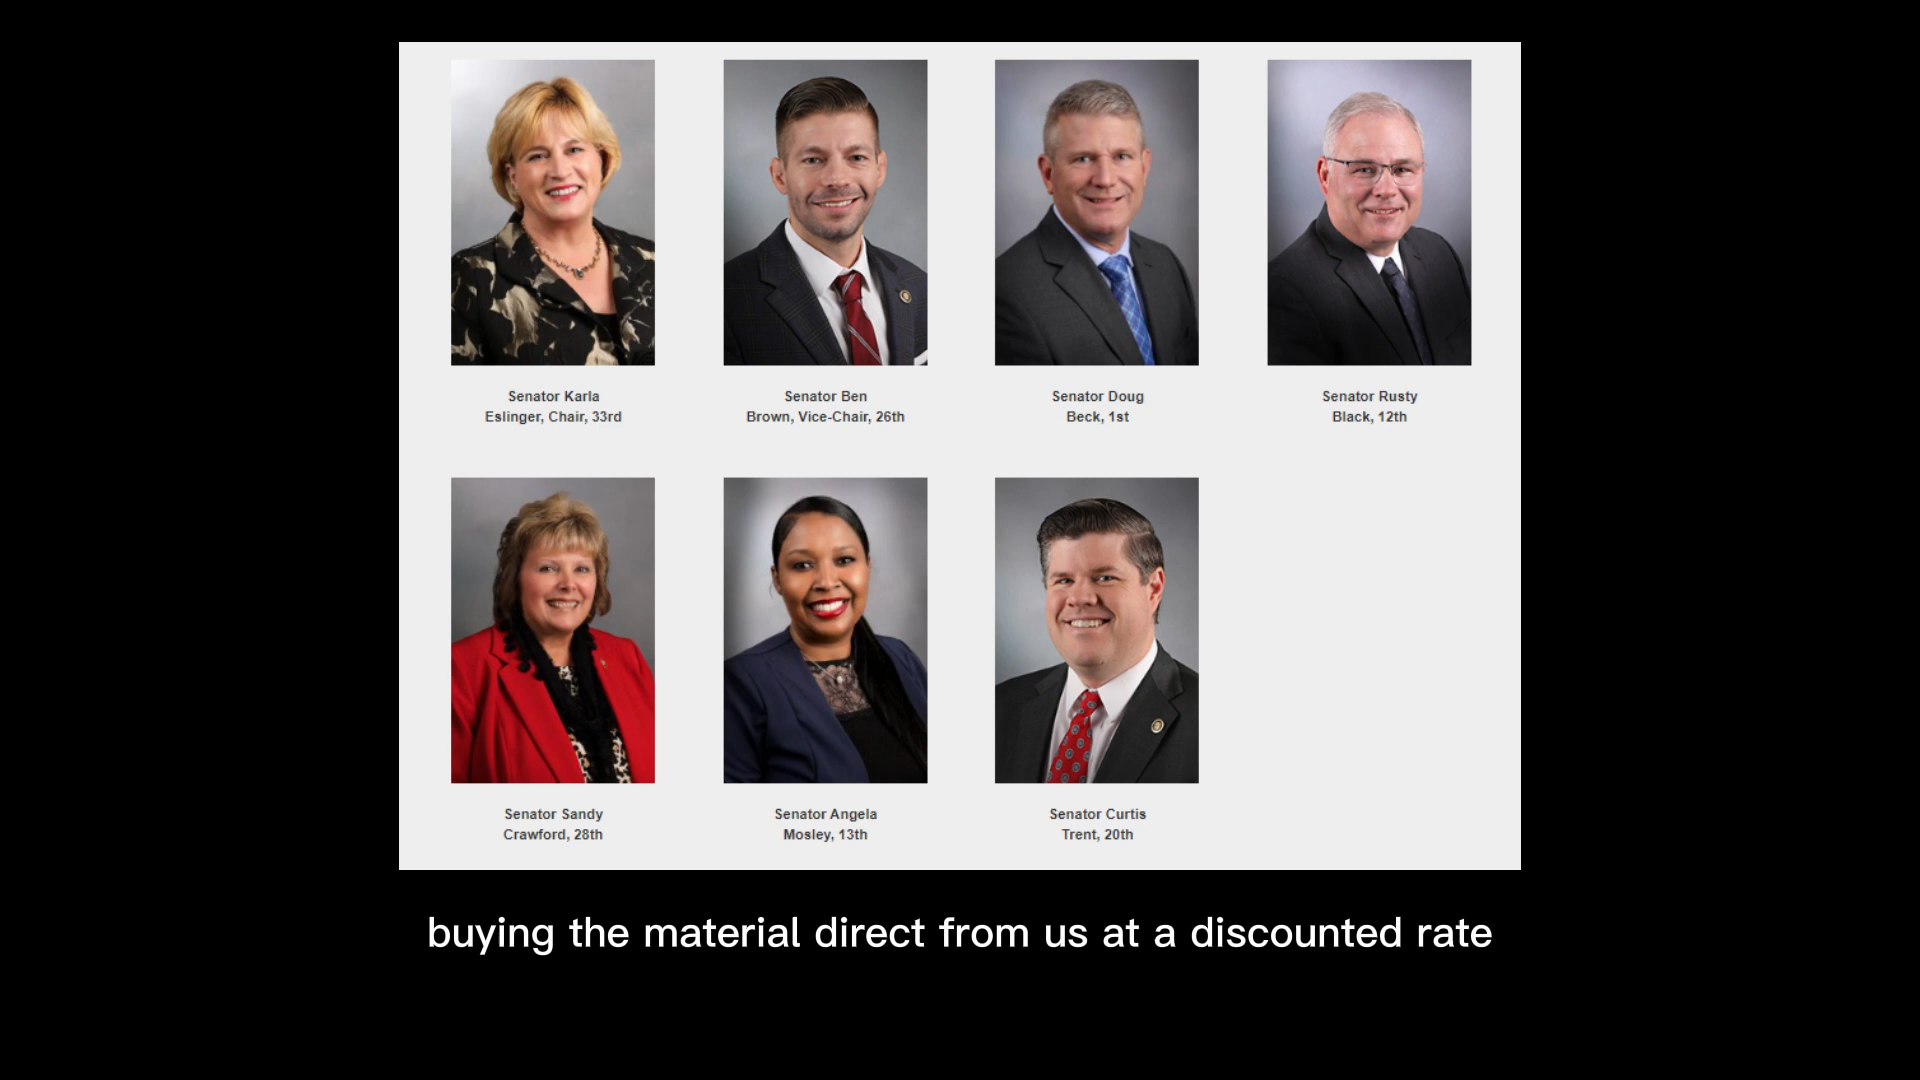 Senator Karla
Eslinger, Chair, 33rd
Senator Ben
Brown, Vice-Chair, 26th
Senator Doug
Beck, 1st
Senator Rusty
Black, 12th
Senator Sandy
Crawford, 28th
Senator Angela
Mosley, 13th
Senator Curtis
Trent, 20th
buying the material direct from us at a discounted rate